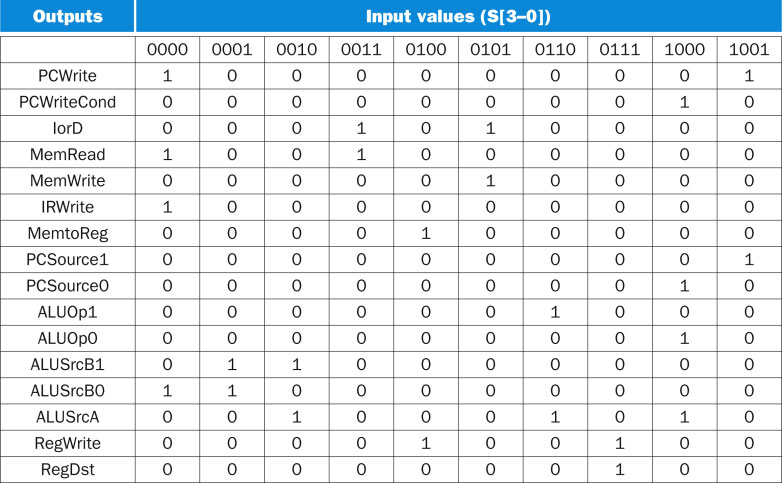 Outputs Input values (S[3–0])
0000 0001 0010 0011 0100 0101 0110 0111 1000 1001
PCWrite 1 0 0 0 0 0 0 0 0 1
PCWriteCond 0 0 0 0 0 0 0 0 1 0
IorD 0 0 0 1 0 1 0 0 0 0
MemRead 1 0 0 1 0 0 0 0 0 0
MemWrite 0 0 0 0 0 1 0 0 0 0
IRWrite 1 0 0 0 0 0 0 0 0 0
MemtoReg 0 0 0 0 1 0 0 0 0 0
PCSource1 0 0 0 0 0 0 0 0 0 1
PCSource0 0 0 0 0 0 0 0 0 1 0
ALUOp1 0 0 0 0 0 0 1 0 0 0
ALUOp0 0 0 0 0 0 0 0 0 1 0
ALUSrcB1 0 1 1 0 0 0 0 0 0 0
ALUSrcB0 1 1 0 0 0 0 0 0 0 0
ALUSrcA 0 0 1 0 0 0 1 0 1 0
RegWrite 0 0 0 0 1 0 0 1 0 0
RegDst 0 0 0 0 0 0 0 1 0 0